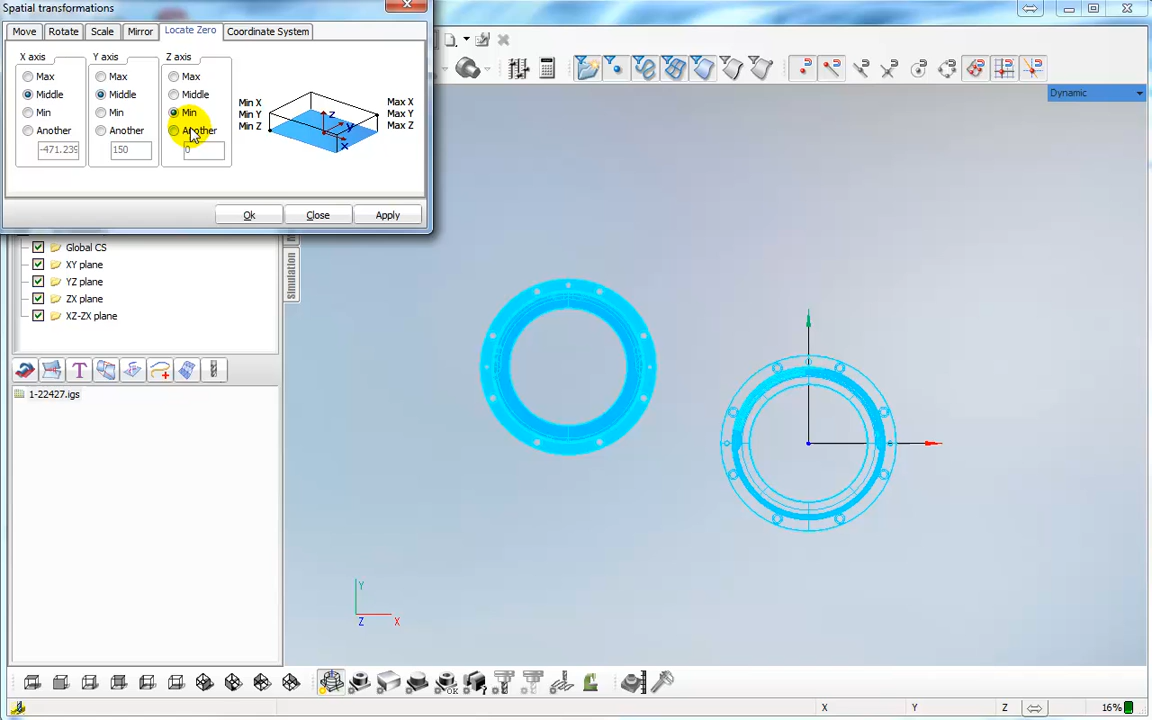 Spatial transformations
Move Rotate Scale Mirror Locate Zero Coordinate System
X axis Y axis Z axis
Max Max Max
Middle Middle Middle
Min Min Min
Another Another Another
-471.239 150 0
Min X
Min Y
Min Z
z
y
x
Max X
Max Y
Max Z
Ok Close Apply
Dynamic
Global CS
XY plane
YZ plane
ZX plane
XZ-ZX plane
Simulation
1-22427.igs
Y
Z X
OK
X Y Z 16%